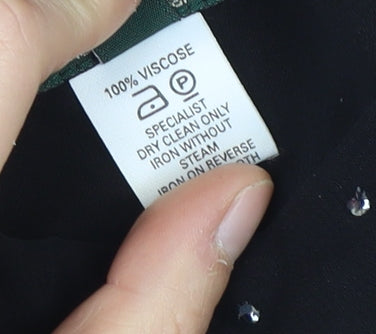 100% VISCOSE
P
SPECIALIST
DRY CLEAN ONLY
IRON WITHOUT
STEAM
IRON ON REVERSE